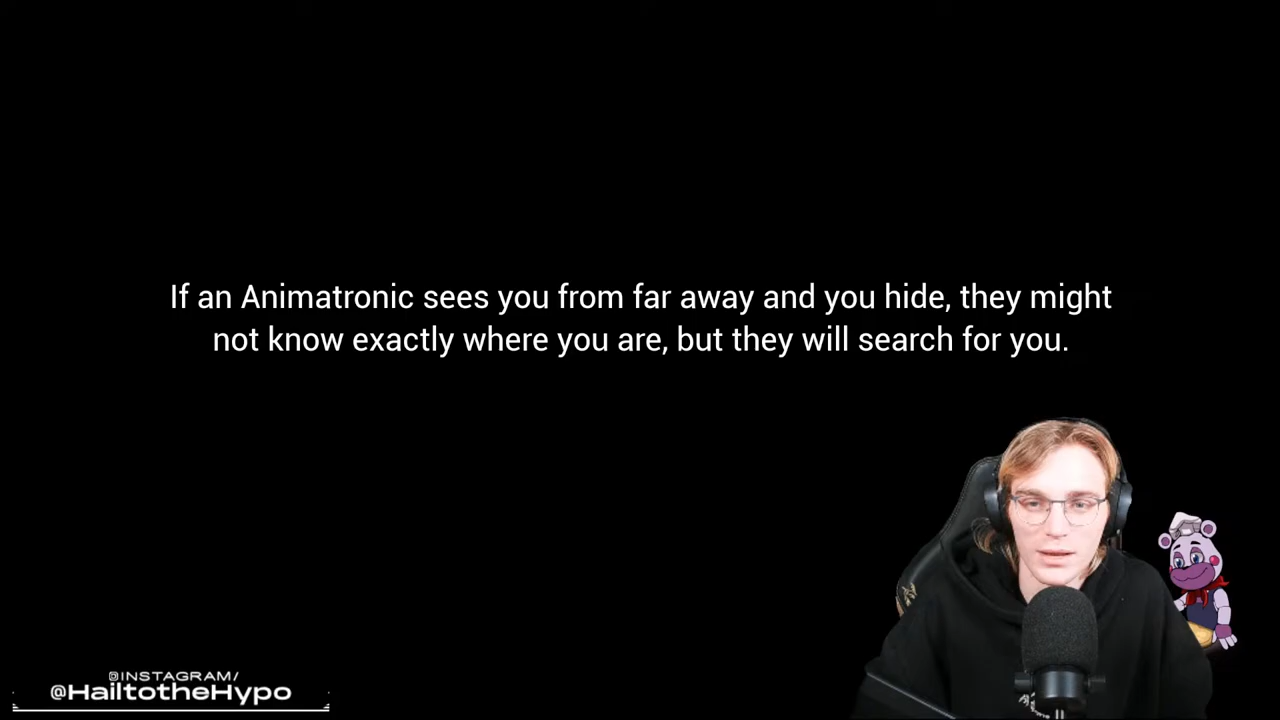 If an Animatronic sees you from far away and you hide, they might
not know exactly where you are, but they will search for you.
INSTAGRAM/
@HailtotheHypo